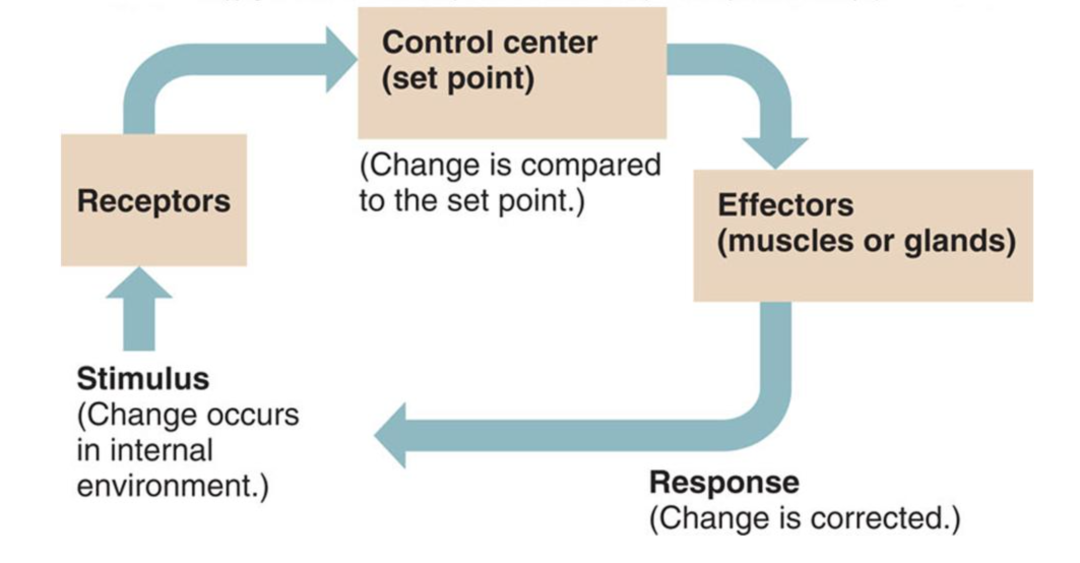 Control center
(set point)
(Change is compared
to the set point.)
Receptors
Effectors
(muscles or glands)
Stimulus
(Change occurs
in internal
environment.)
Response
(Change is corrected.)